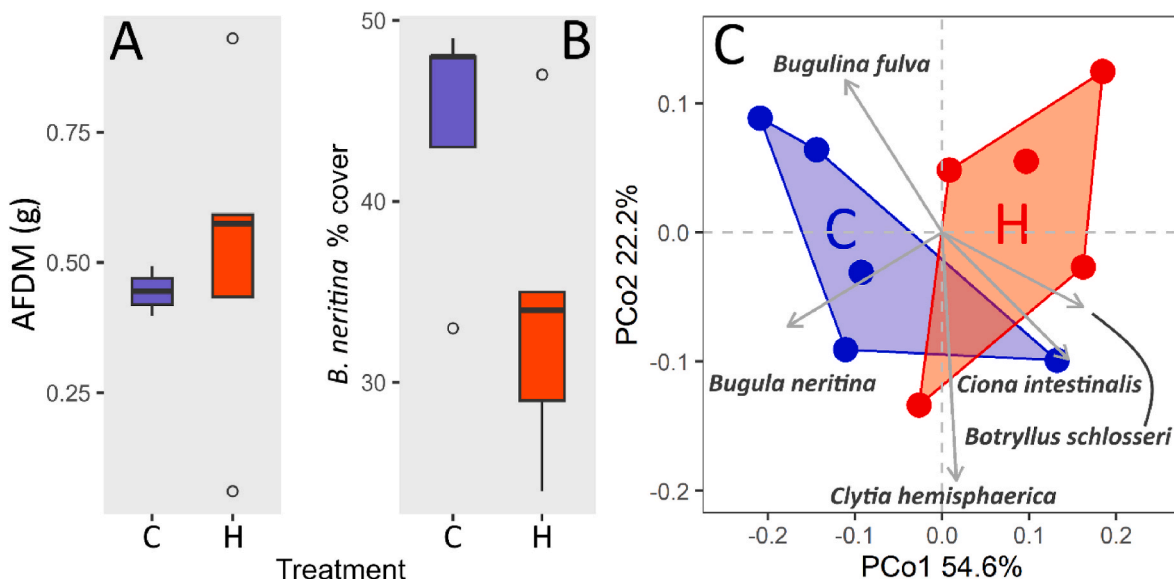 A
AFDM (g)
0.75
0.50
0.25
C
H
B
B. neritina % cover
50
40
30
C
H
Treatment
C
PCo2 22.2%
0.1
0.0
-0.1
-0.2
Bugulina fulva
C
H
Bugula neritina
Ciona intestinalis
Botryllus schlosseri
Clytia hemisphaerica
-0.2
-0.1
0.0
0.1
0.2
PCo1 54.6%